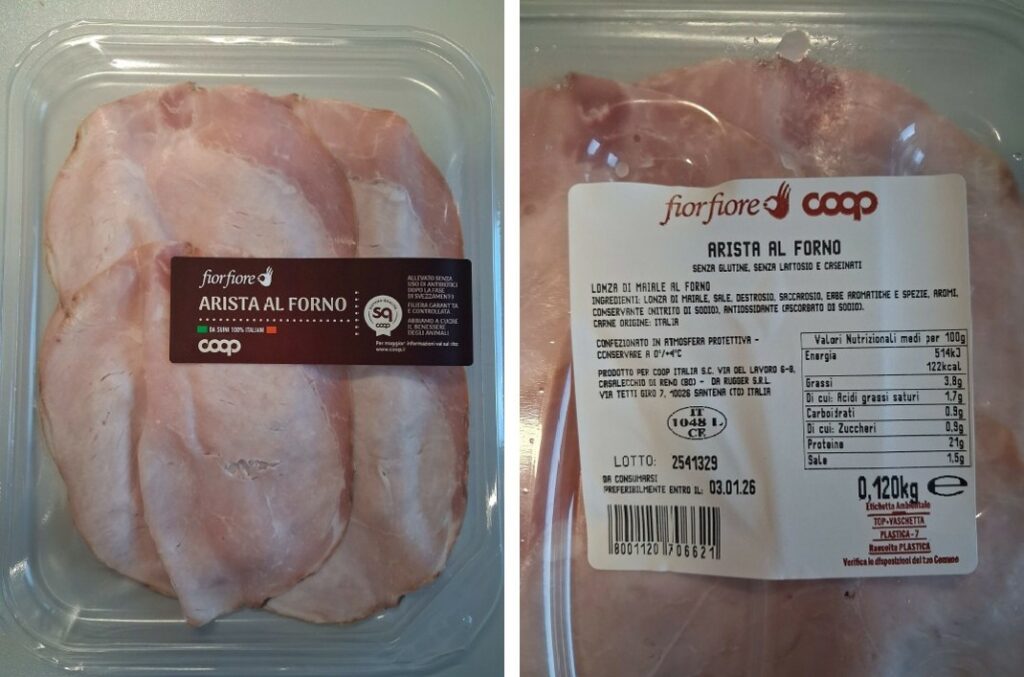 fiorfiore
ARISTA AL FORNO
DA SUINI 100% ITALIANI
coop
sq
coop
ALLEVATO SENZA
USO DI ANTIBIOTICI
DOPO LA FASE
DI SVEZZAMENTO
FILIERA GARANTITA
E CONTROLLATA
ABBIAMO A CUORE
IL BENESSERE
DEGLI ANIMALI
Per maggiori informazioni vai su sito:
www.coop.it
fiorfiore coop
ARISTA AL FORNO
SENZA GLUTINE, SENZA LATTOSIO E CASEINATI
LONZA DI MAIALE AL FORNO
INGREDIENTI: LONZA DI MAIALE, SALE, DESTROSIO, SACCAROSIO, ERBE AROMATICHE E SPEZIE, AROMI,
CONSERVANTE (NITRITO DI SODIO), ANTIOSSIDANTE (ASCORBATO DI SODIO).
CARNE ORIGINE: ITALIA
CONFEZIONATO IN ATMOSFERA PROTETTIVA -
CONSERVARE A 0°/+4°C
PRODOTTO PER COOP ITALIA S.C. VIA DEL LAVORO 6-8,
CASALECCHIO DI RENO (BO) - DA RUGGER S.R.L.
VIA TETTI GIRO 7, 10026 SANTENA (TO) ITALIA
IT
1048 L
CE
LOTTO: 2541329
DA CONSUMARSI
PREFERIBILMENTE ENTRO IL: 03.01.26
8001120 706621
Valori Nutrizionali medi per 100g
Energia 514kJ
122kcal
Grassi 3,8g
Di cui: Acidi grassi saturi 1,7g
Carboidrati 0,9g
Di cui: Zuccheri 0,9g
Proteine 21g
Sale 1,5g
0,120kg e
Etichetta Ambientale
TOP+VASCHETTA
PLASTICA-7
Raccolta PLASTICA
Verifica le disposizioni del tuo Comune